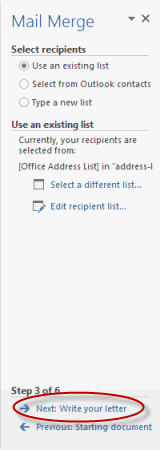 Mail Merge
Select recipients
Use an existing list
Select from Outlook contacts
Type a new list
Use an existing list
Currently, your recipients are
selected from:
[Office Address List] in "address-l
Select a different list...
Edit recipient list...
Step 3 of 6
Next: Write your letter
Previous: Starting document